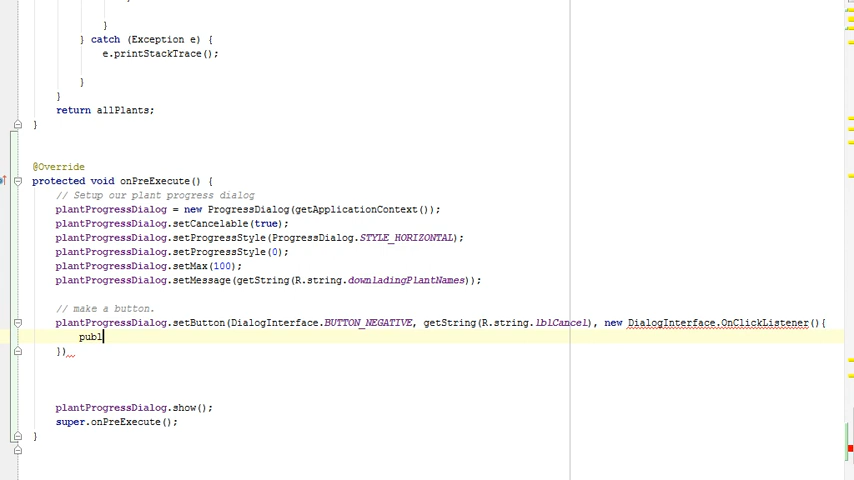 }
} catch (Exception e) {
e.printStackTrace();
}
}
return allPlants;
}
@Override
protected void onPreExecute() {
// Setup our plant progress dialog
plantProgressDialog = new ProgressDialog(getApplicationContext());
plantProgressDialog.setCancelable(true);
plantProgressDialog.setProgressStyle(ProgressDialog.STYLE_HORIZONTAL);
plantProgressDialog.setProgressStyle(0);
plantProgressDialog.setMax(100);
plantProgressDialog.setMessage(getString(R.string.downladingPlantNames));
// make a button.
plantProgressDialog.setButton(DialogInterface.BUTTON_NEGATIVE, getString(R.string.lblCancel), new DialogInterface.OnClickListener(){
publ
})
plantProgressDialog.show();
super.onPreExecute();
}